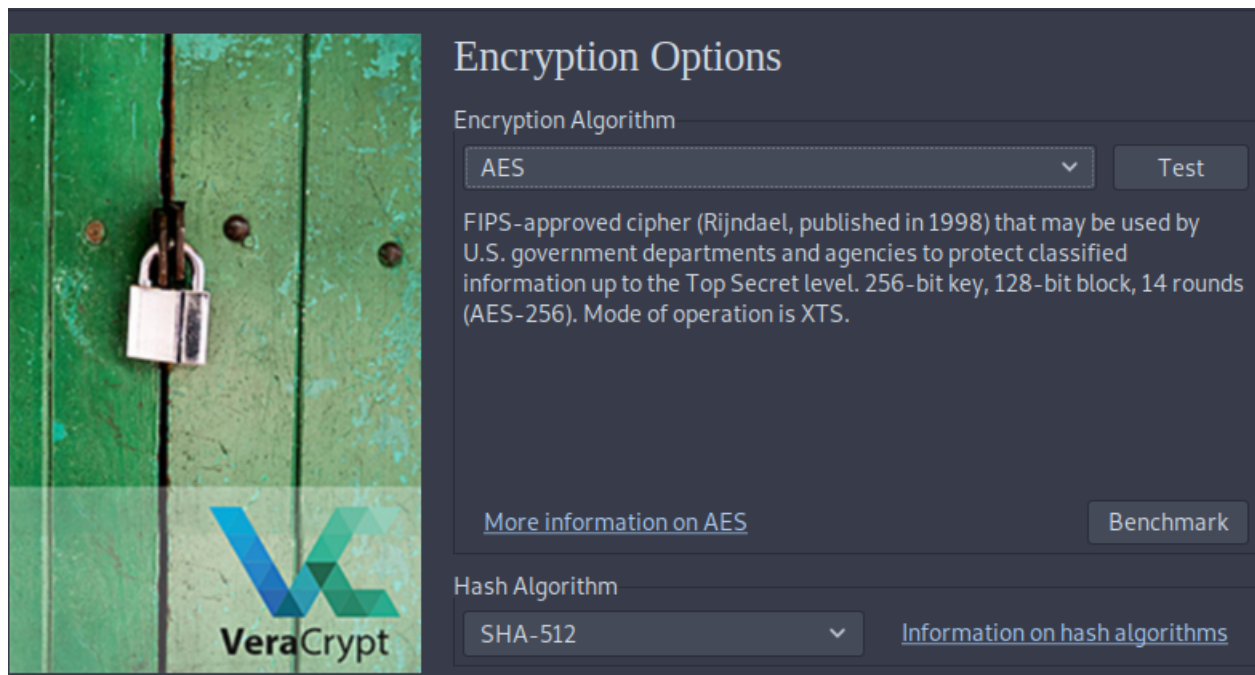 Encryption Options
Encryption Algorithm
AES
Test
FIPS-approved cipher (Rijndael, published in 1998) that may be used by
U.S. government departments and agencies to protect classified
information up to the Top Secret level. 256-bit key, 128-bit block, 14 rounds
(AES-256). Mode of operation is XTS.
More information on AES
Benchmark
Hash Algorithm
SHA-512
Information on hash algorithms
VeraCrypt